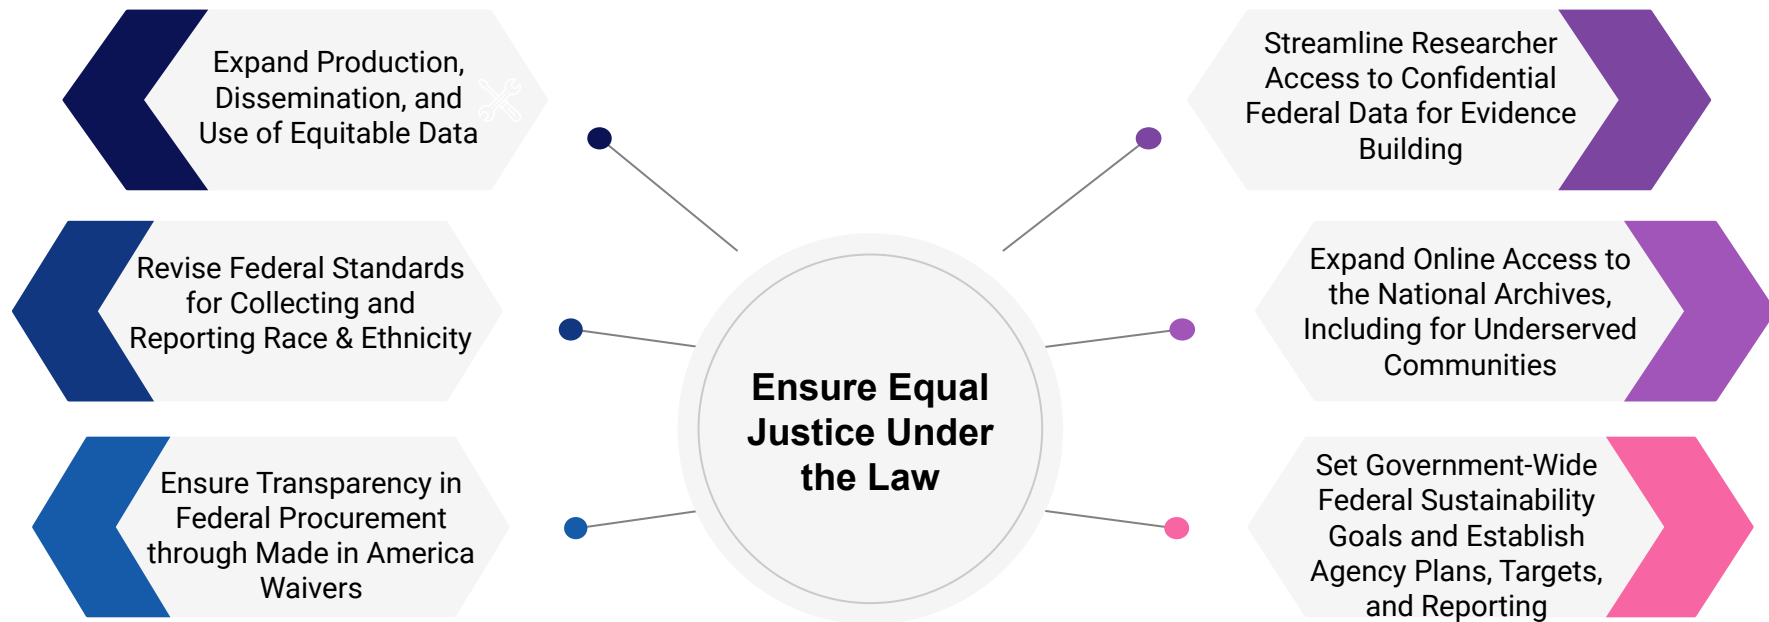 Expand Production,
Dissemination, and
Use of Equitable Data
Revise Federal Standards
for Collecting and
Reporting Race & Ethnicity
Ensure Transparency in
Federal Procurement
through Made in America
Waivers
Ensure Equal
Justice Under
the Law
Streamline Researcher
Access to Confidential
Federal Data for Evidence
Building
Expand Online Access to
the National Archives,
Including for Underserved
Communities
Set Government-Wide
Federal Sustainability
Goals and Establish
Agency Plans, Targets,
and Reporting